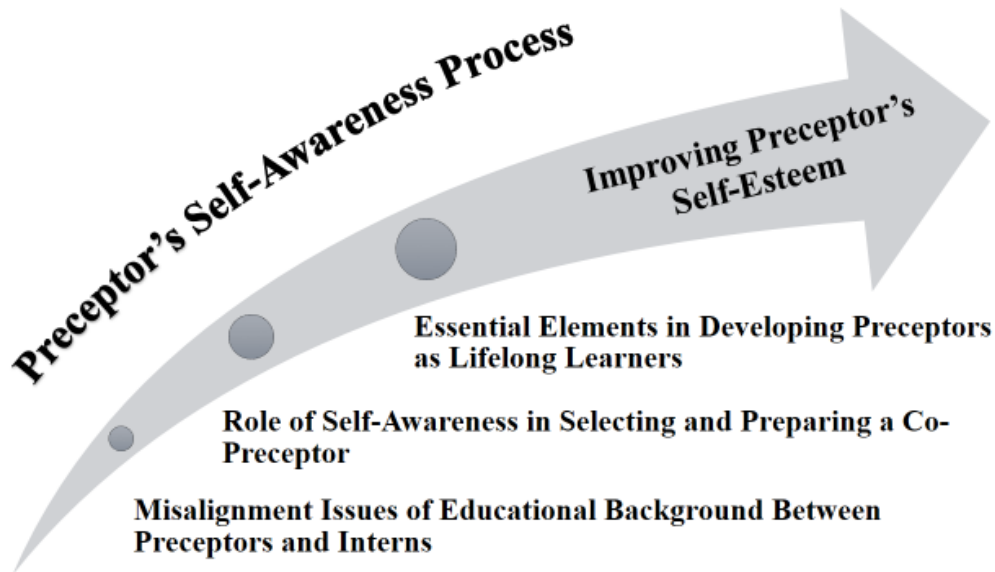 Preceptor's Self-Awareness Process
Improving Preceptor's
Self-Esteem
Essential Elements in Developing Preceptors
as Lifelong Learners
Role of Self-Awareness in Selecting and Preparing a Co-
Preceptor
Misalignment Issues of Educational Background Between
Preceptors and Interns